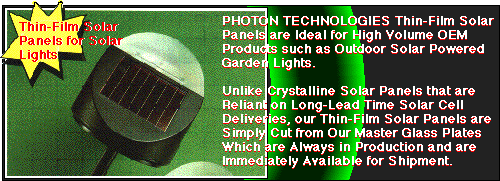 Thin-Film Solar
Panels for Solar
Lights
PHOTON TECHNOLOGIES Thin-Film Solar
Panels are Ideal for High Volume OEM
Products such as Outdoor Solar Powered
Garden Lights.
Unlike Crystalline Solar Panels that are
Reliant on Long-Lead Time Solar Cell
Deliveries, our Thin-Film Solar Panels are
Simply Cut from Our Master Glass Plates
Which are Always in Production and are
Immediately Available for Shipment.